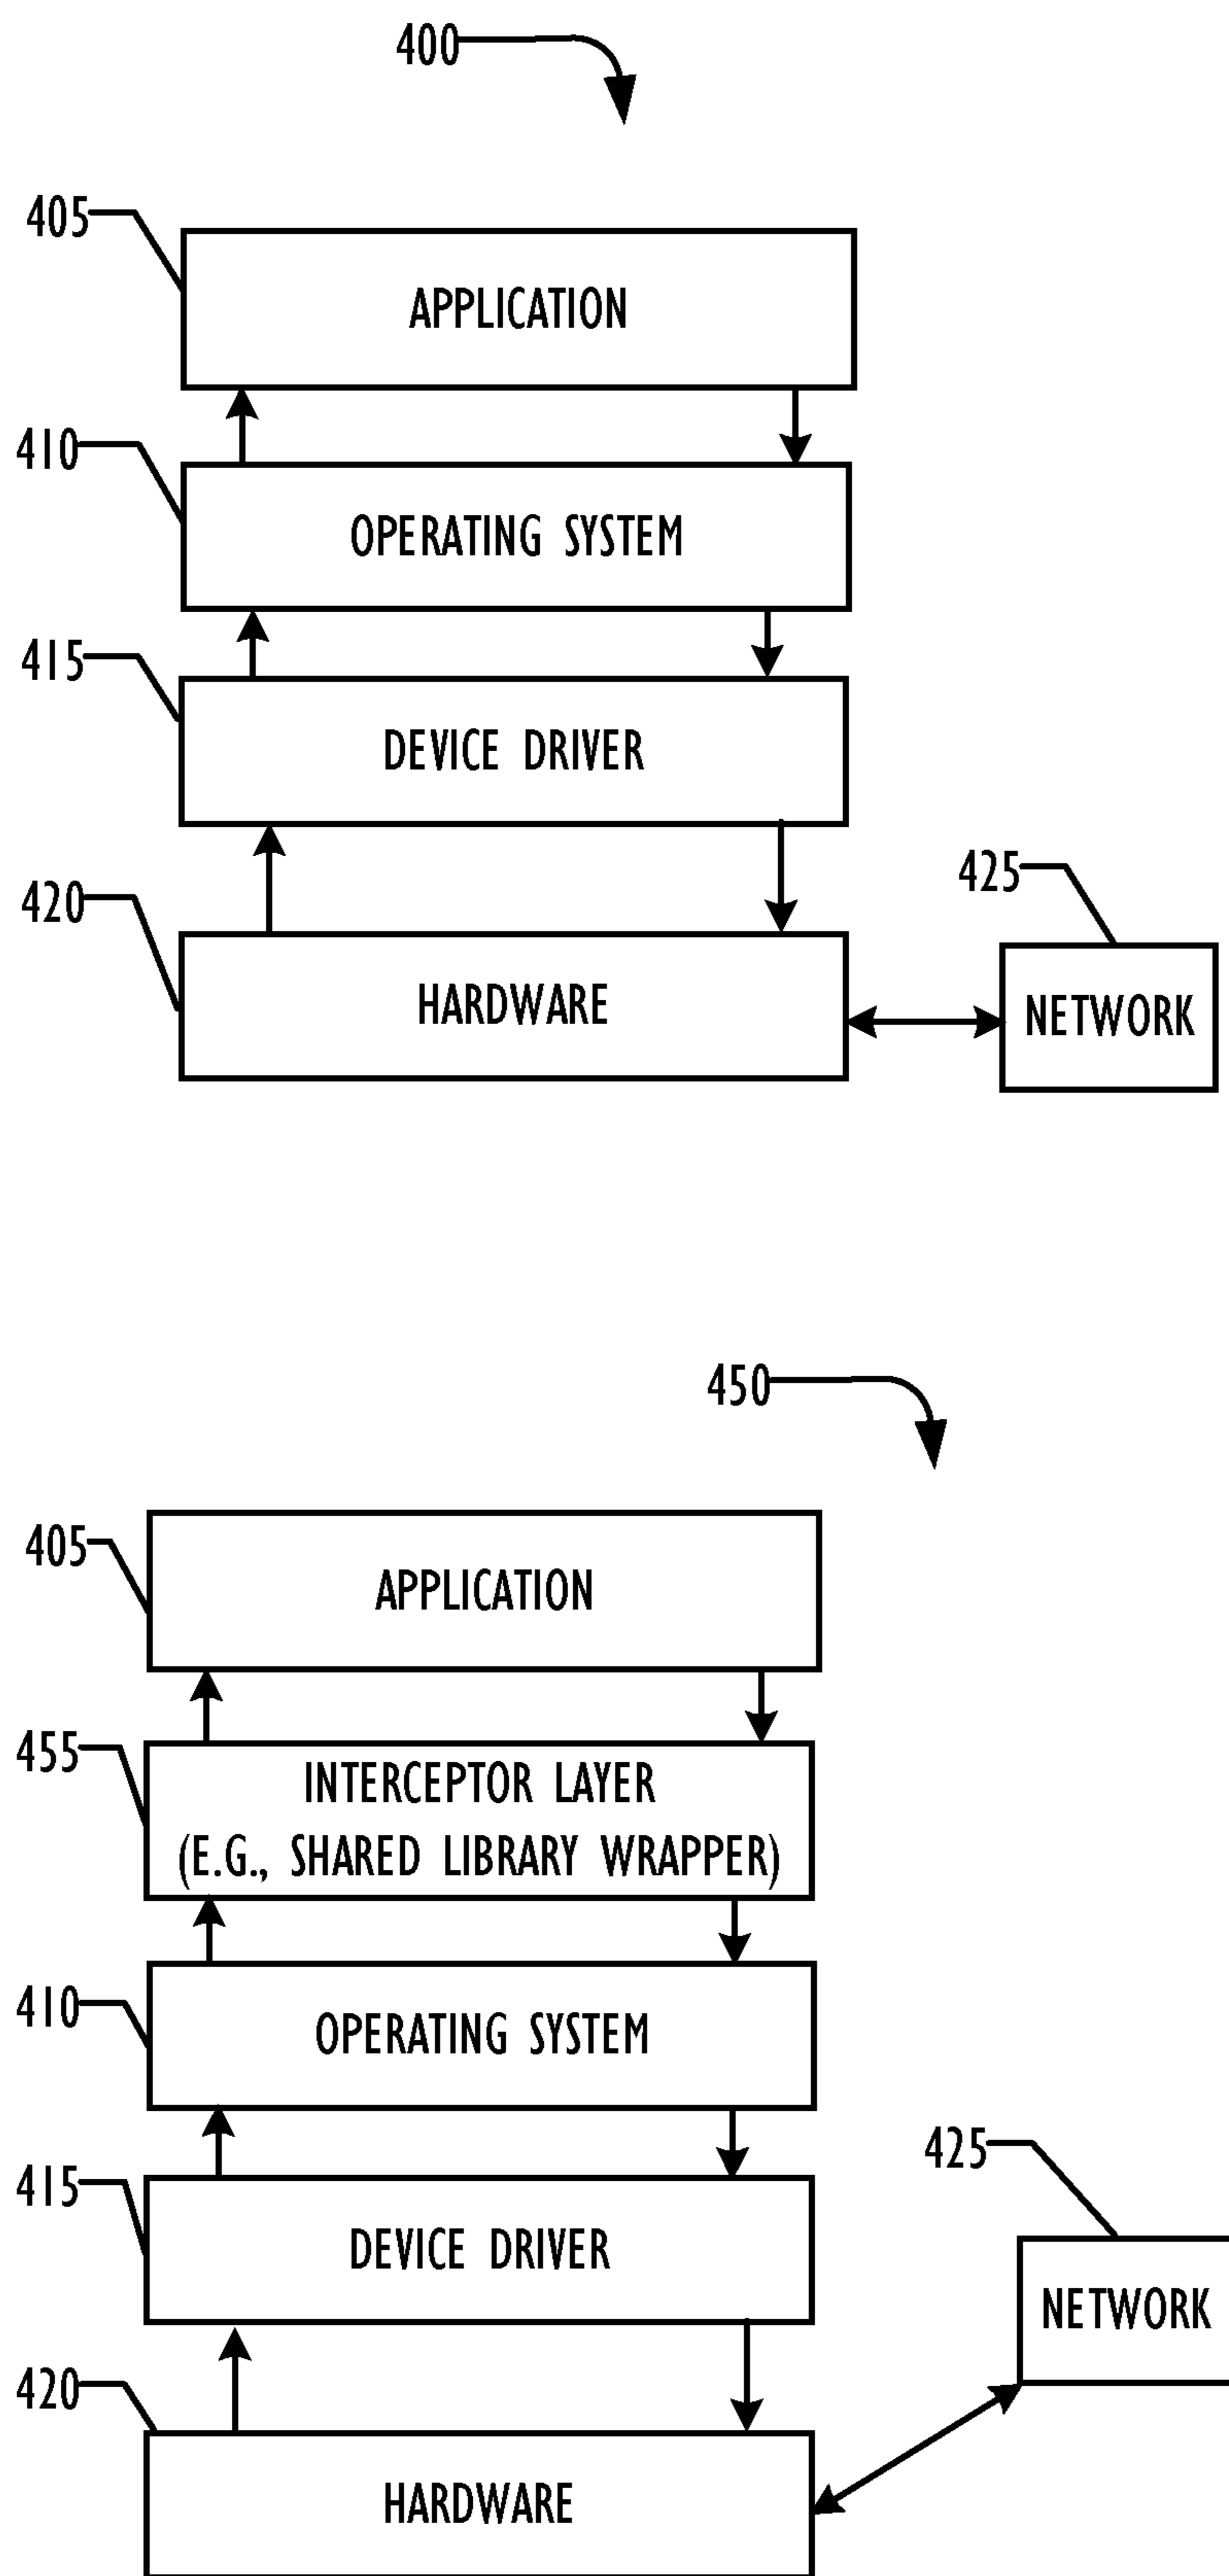 400
405
APPLICATION
410
OPERATING SYSTEM
415
DEVICE DRIVER
420
HARDWARE
425
NETWORK
450
405
APPLICATION
455
INTERCEPTOR LAYER
(E.G., SHARED LIBRARY WRAPPER)
410
OPERATING SYSTEM
415
DEVICE DRIVER
425
NETWORK
420
HARDWARE